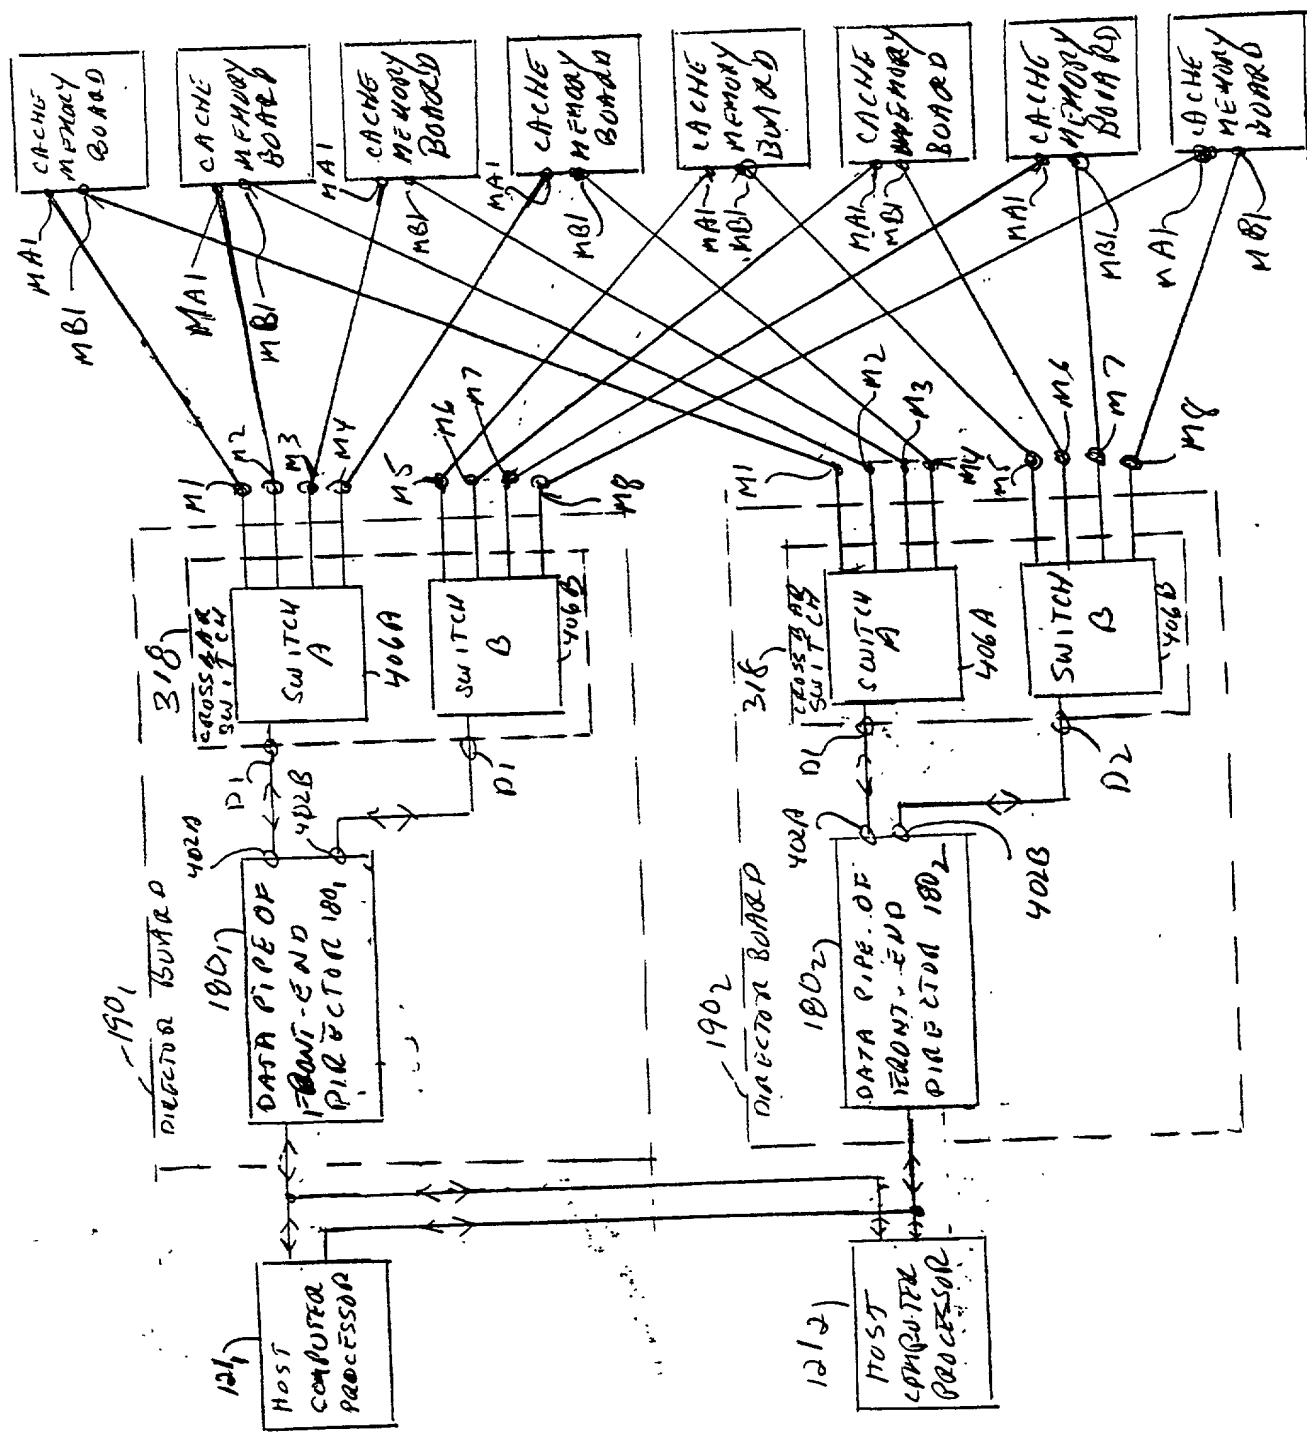 CACHE
MEMORY
BOARD
CACHE
MEMORY
BOARD
CACHE
MEMORY
BOARD
CACHE
MEMORY
BOARD
CACHE
MEMORY
BOARD
CACHE
MEMORY
BOARD
CACHE
MEMORY
BOARD
CACHE
MEMORY
BOARD
MA1
MB1
MA1
MB1
MA1
MB1
MA1
MB1
MA1
MB1
MA1
MB1
MA1
MB1
MA1
MB1
M1
M2
M3
M4
M5
M6
M7
M8
M1
M2
M3
M4
M5
M6
M7
M8
318
CROSSBAR
SWITCH
SWITCH
A
406A
SWITCH
B
406B
D1
D1
402A
402B
190₁
DIRECTOR BOARD
180₁
DATA PIPE OF
FRONT-END
DIRECTOR 180₁
318
CROSSBAR
SWITCH
SWITCH
A
406A
SWITCH
B
406B
D1
D2
402A
402B
190₂
DIRECTOR BOARD
180₂
DATA PIPE OF
FRONT-END
DIRECTOR 180₂
121₁
HOST
COMPUTER
PROCESSOR
121₂
HOST
COMPUTER
PROCESSOR